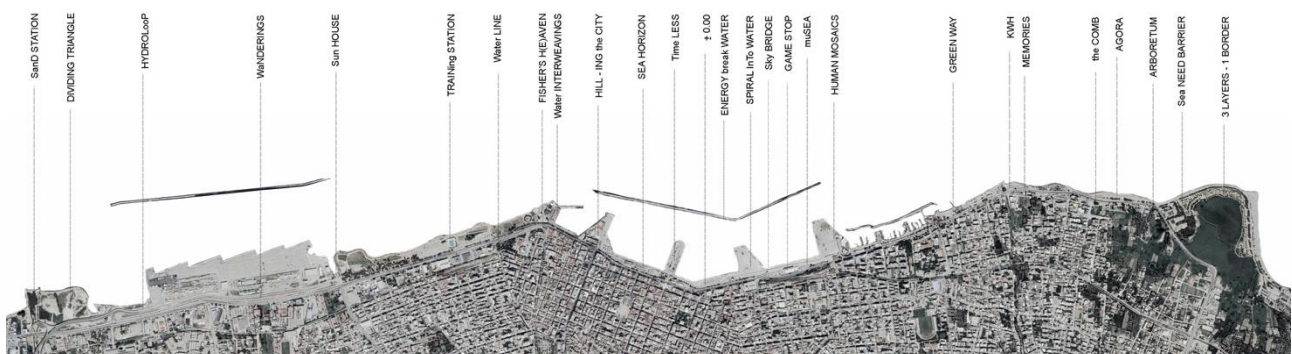 SanD STATION
DIVIDING TRIANGLE
HYDROLooP
WaNDERINGS
Sun HOUSE
TRAINing STATION
Water LINE
FISHER'S H(E)AVEN
Water INTERWEAVINGS
HILL - ING the CITY
SEA HORIZON
Time LESS
± 0.00
ENERGY break WATER
SPIRAL InTo WATER
Sky BRIDGE
GAME STOP
muSEA
HUMAN MOSAICS
GREEN WAY
KWH
MEMORIES
the COMB
AGORA
ARBORETUM
Sea NEED BARRIER
3 LAYERS - 1 BORDER